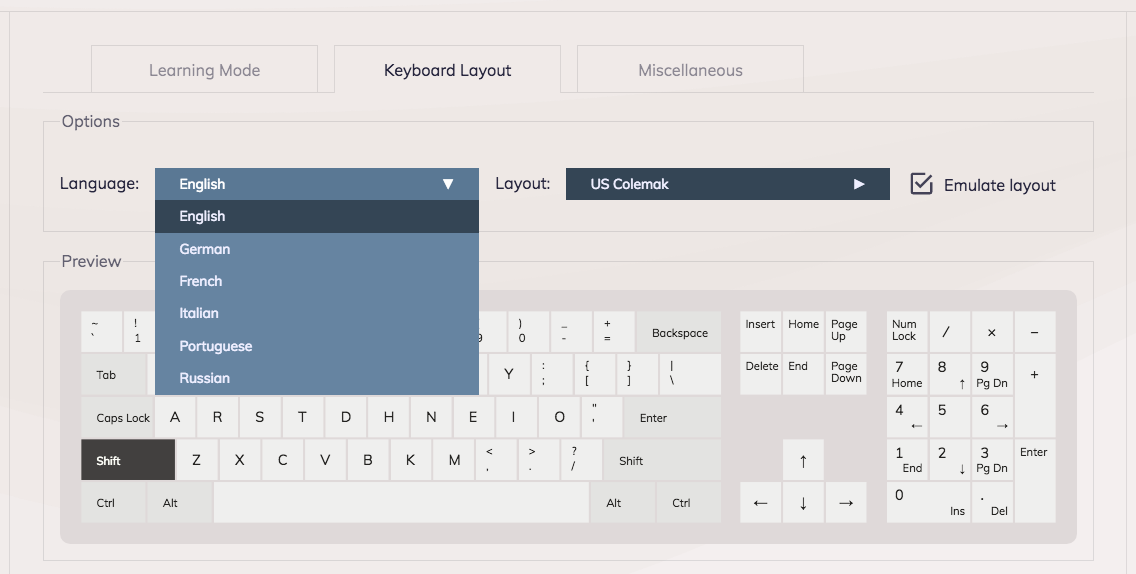 Learning Mode Keyboard Layout Miscellaneous
Options
Language: English ▼ Layout: US Colemak ▶ Emulate layout
English
German
French
Italian
Portuguese
Russian
Preview
~ ! ) _ + Backspace Insert Home Page Up Num Lock / × −
` 1 9 0 - =
Tab Y : ; { [ } ] | \ Delete End Page Down 7 Home 8 ↑ 9 Pg Dn +
Caps Lock A R S T D H N E I O " ' Enter 4 ← 5 6 →
Shift Z X C V B K M < , > . ? / Shift ↑ 1 End 2 ↓ 3 Pg Dn Enter
Ctrl Alt Alt Ctrl ← ↓ → 0 Ins . Del